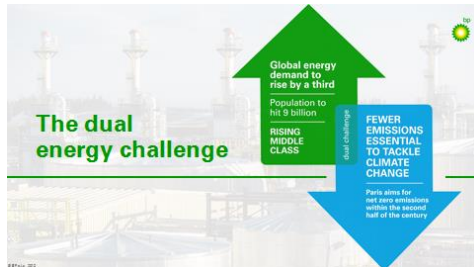 bp
The dual
energy challenge
Global energy
demand to
rise by a third
Population to
hit 9 billion
RISING
MIDDLE
CLASS
dual challenge
FEWER
EMISSIONS
ESSENTIAL
TO TACKLE
CLIMATE
CHANGE
Paris aims for
net zero emissions
within the second
half of the century